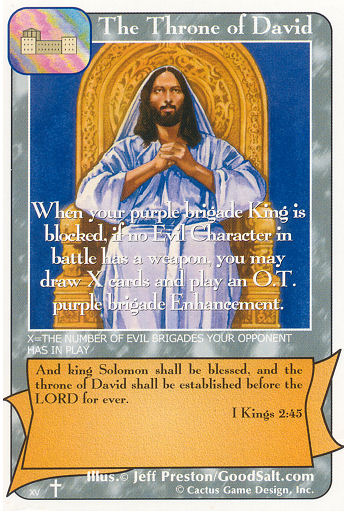 The Throne of David
When your purple brigade King is
blocked, if no Evil Character in
battle has a weapon, you may
draw X cards and play an O.T.
purple brigade Enhancement.
X=THE NUMBER OF EVIL BRIGADES YOUR OPPONENT
HAS IN PLAY
And king Solomon shall be blessed, and the
throne of David shall be established before the
LORD for ever.
I Kings 2:45
Illus.© Jeff Preston/GoodSalt.com
XV
© Cactus Game Design, Inc.